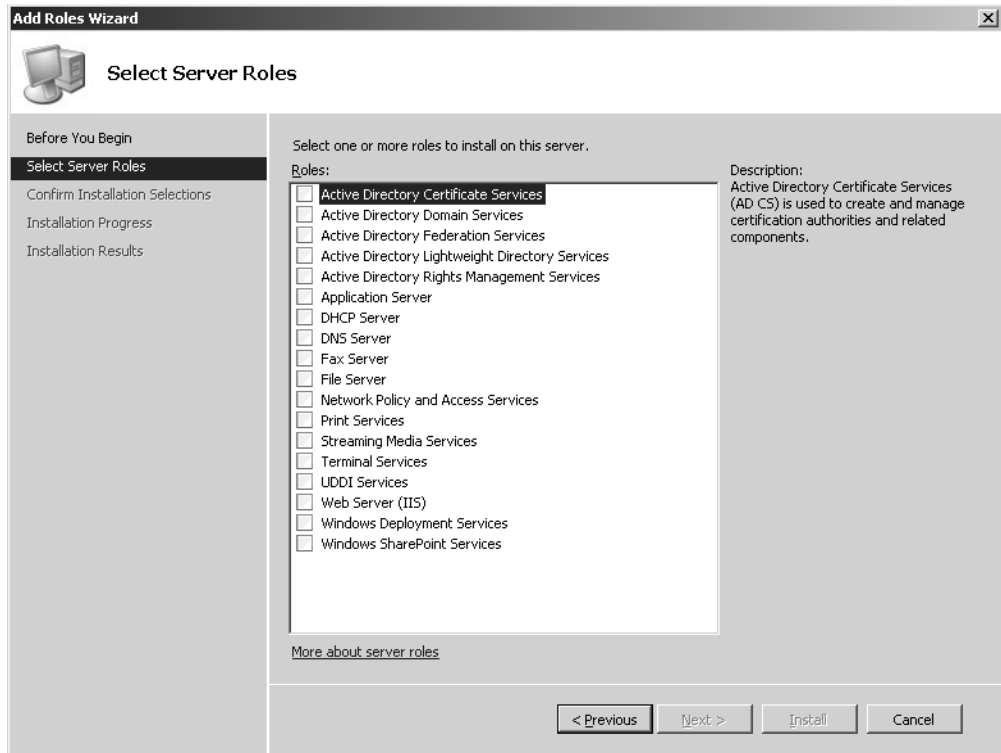 Add Roles Wizard
Select Server Roles
Before You Begin
Select Server Roles
Confirm Installation Selections
Installation Progress
Installation Results
Select one or more roles to install on this server.
Roles:
Active Directory Certificate Services
Active Directory Domain Services
Active Directory Federation Services
Active Directory Lightweight Directory Services
Active Directory Rights Management Services
Application Server
DHCP Server
DNS Server
Fax Server
File Server
Network Policy and Access Services
Print Services
Streaming Media Services
Terminal Services
UDDI Services
Web Server (IIS)
Windows Deployment Services
Windows SharePoint Services
More about server roles
Description:
Active Directory Certificate Services
(AD CS) is used to create and manage
certification authorities and related
components.
< Previous
Next >
Install
Cancel